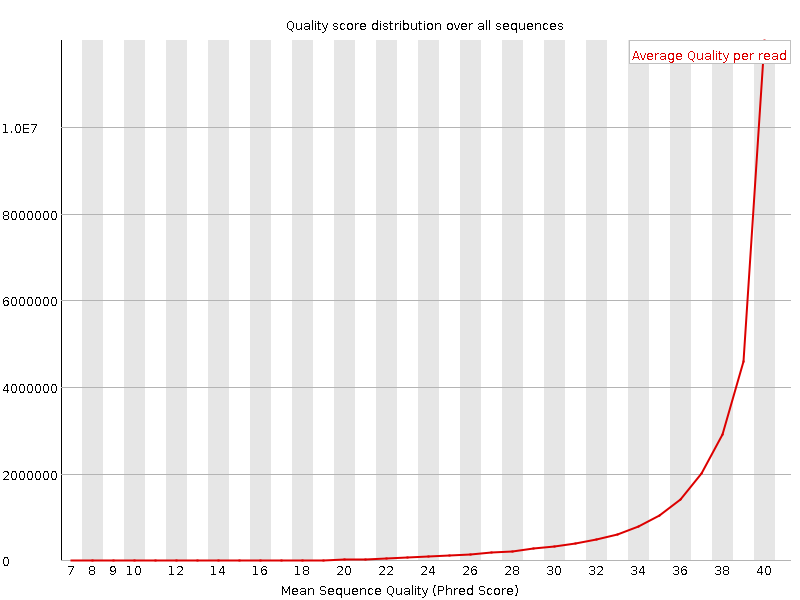 Quality score distribution over all sequences
Average Quality per read
1.0E7
8000000
6000000
4000000
2000000
0
7 8 9 10 12 14 16 18 20 22 24 26 28 30 32 34 36 38 40
Mean Sequence Quality (Phred Score)